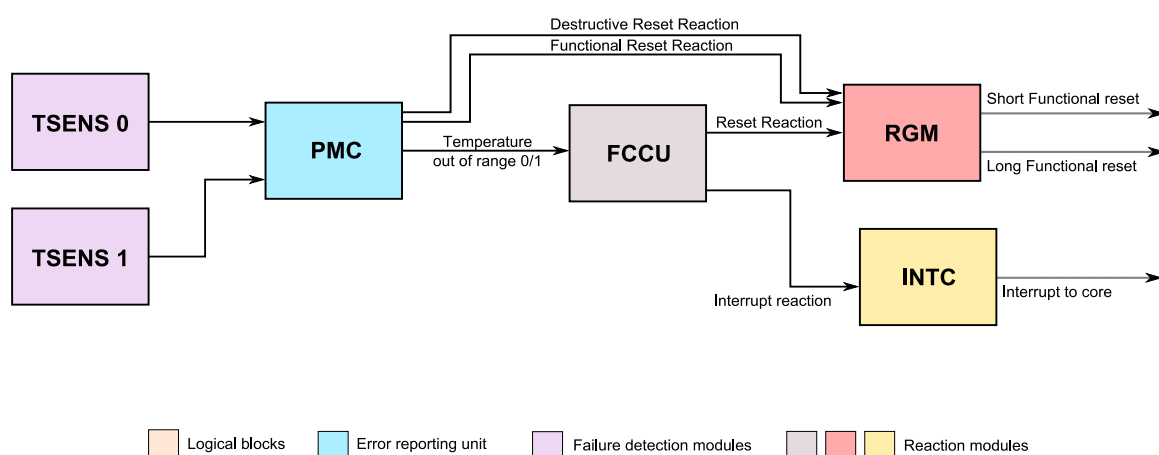 Destructive Reset Reaction
Functional Reset Reaction
TSENS 0
PMC
Temperature
out of range 0/1
FCCU
Reset Reaction
RGM
Short Functional reset
Long Functional reset
TSENS 1
Interrupt reaction
INTC
Interrupt to core
Logical blocks
Error reporting unit
Failure detection modules
Reaction modules